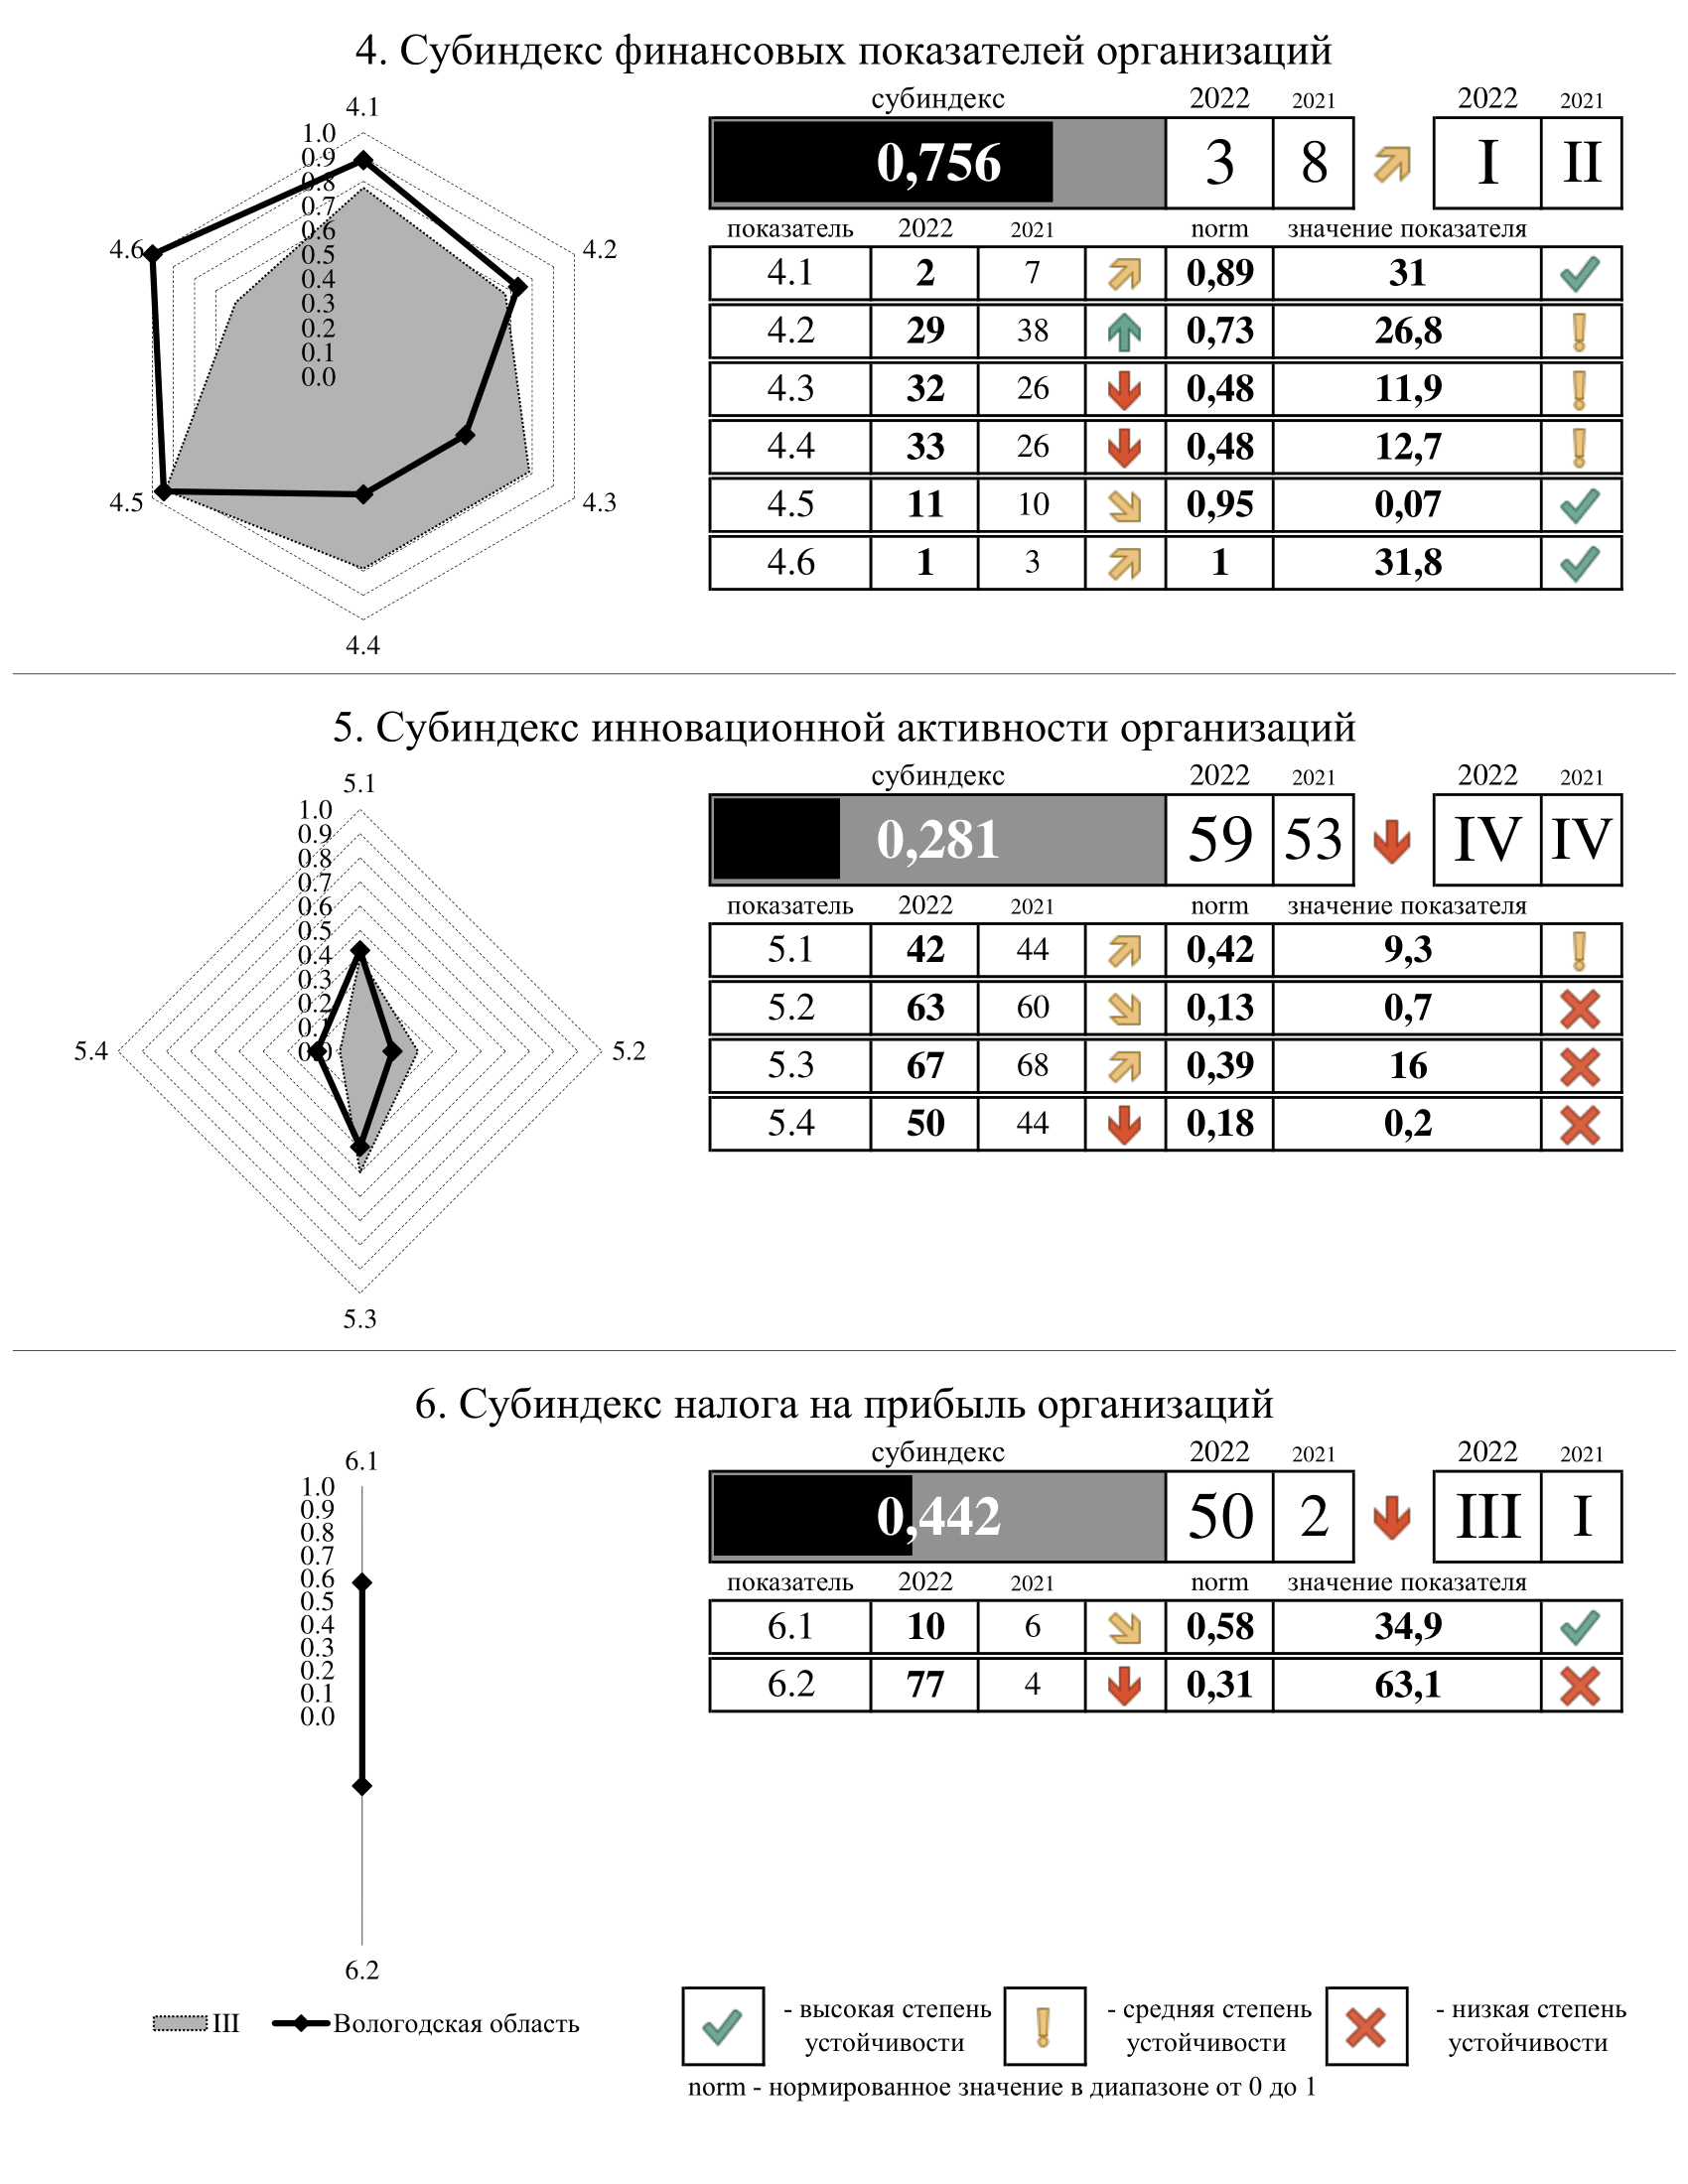 4. Субиндекс финансовых показателей организаций
4.1
1.0
0.9
0.8
0.7
0.6
0.5
0.4
0.3
0.2
0.1
0.0
4.6
4.2
4.5
4.3
4.4
субиндекс 2022 2021 2022 2021
0,756 3 8 I II
показатель 2022 2021 norm значение показателя
4.1 2 7 0,89 31
4.2 29 38 0,73 26,8
4.3 32 26 0,48 11,9
4.4 33 26 0,48 12,7
4.5 11 10 0,95 0,07
4.6 1 3 1 31,8
5. Субиндекс инновационной активности организаций
5.1
1.0
0.9
0.8
0.7
0.6
0.5
0.4
0.3
0.2
0.1
0.0
5.4
5.2
5.3
субиндекс 2022 2021 2022 2021
0,281 59 53 IV IV
показатель 2022 2021 norm значение показателя
5.1 42 44 0,42 9,3
5.2 63 60 0,13 0,7
5.3 67 68 0,39 16
5.4 50 44 0,18 0,2
6. Субиндекс налога на прибыль организаций
6.1
1.0
0.9
0.8
0.7
0.6
0.5
0.4
0.3
0.2
0.1
0.0
6.2
субиндекс 2022 2021 2022 2021
0,442 50 2 III I
показатель 2022 2021 norm значение показателя
6.1 10 6 0,58 34,9
6.2 77 4 0,31 63,1
III Вологодская область
- высокая степень устойчивости
- средняя степень устойчивости
- низкая степень устойчивости
norm - нормированное значение в диапазоне от 0 до 1